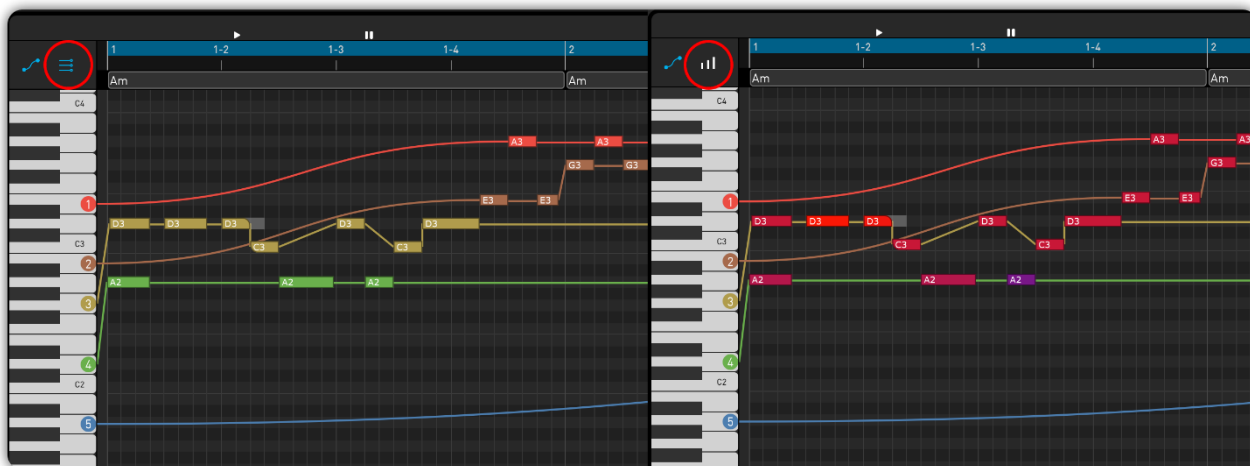 1 1-2 1-3 1-4 2
Am Am
C4
A3 A3
G3 G3
1
E3 E3
D3 D3 D3 D3 D3
C3
C3 C3
2
A2 A2 A2
3
4
C2
5
1 1-2 1-3 1-4 2
Am Am
C4
A3 A3
G3
1
E3 E3
D3 D3 D3 D3 D3
C3
C3 C3
2
A2 A2 A2
3
4
C2
5